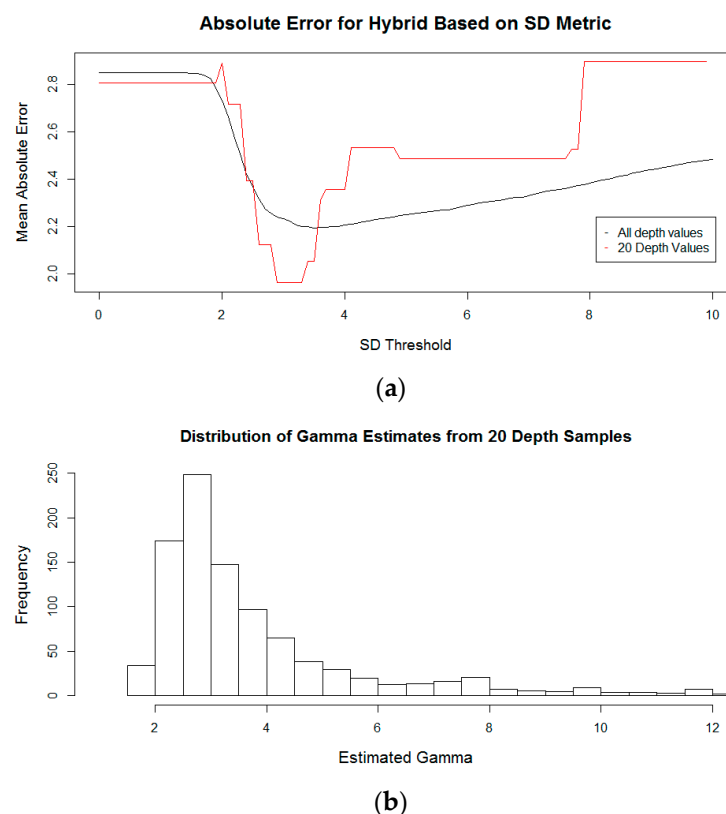 Absolute Error for Hybrid Based on SD Metric
Mean Absolute Error
2.8
2.6
2.4
2.2
2.0
All depth values
20 Depth Values
0 2 4 6 8 10
SD Threshold
(a)
Distribution of Gamma Estimates from 20 Depth Samples
Frequency
250
200
150
100
50
0
2 4 6 8 10 12
Estimated Gamma
(b)